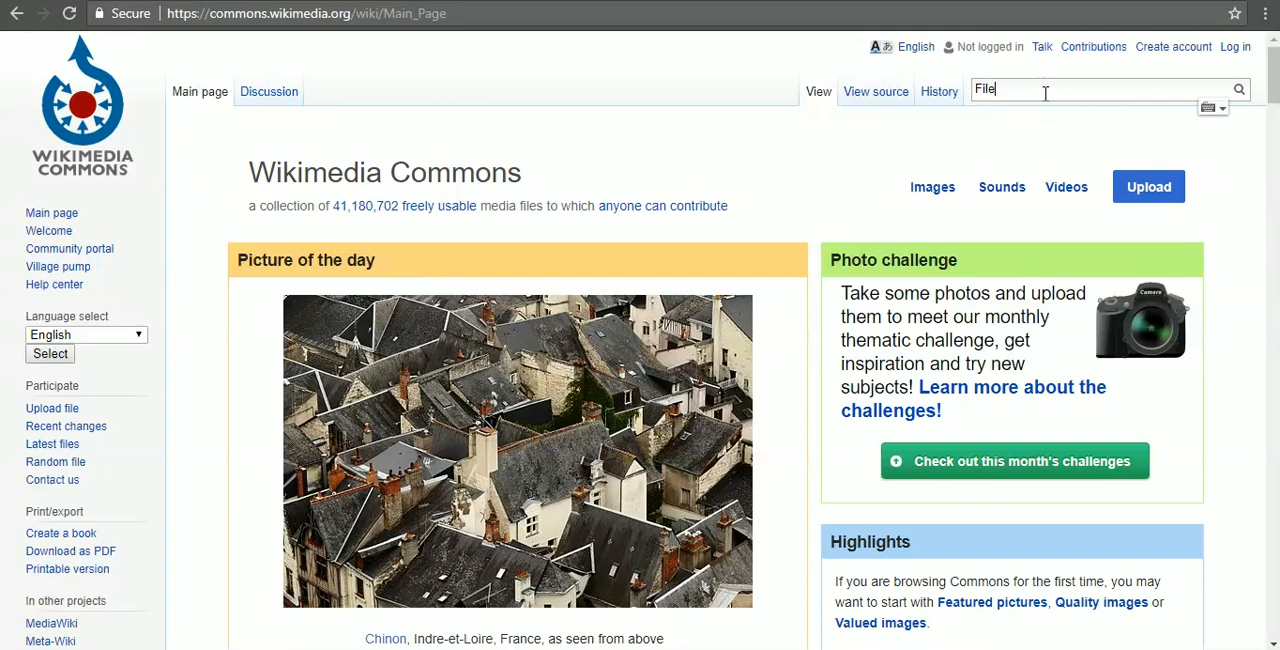 Secure
https://commons.wikimedia.org/wiki/Main_Page
WIKIMEDIA
COMMONS
Aあ English Not logged in Talk Contributions Create account Log in
Main page Discussion View View source History File
Wikimedia Commons
a collection of 41,180,702 freely usable media files to which anyone can contribute
Images Sounds Videos Upload
Main page
Welcome
Community portal
Village pump
Help center
Language select
English
Select
Participate
Upload file
Recent changes
Latest files
Random file
Contact us
Print/export
Create a book
Download as PDF
Printable version
In other projects
MediaWiki
Meta-Wiki
Picture of the day
Chinon, Indre-et-Loire, France, as seen from above
Photo challenge
Take some photos and upload
them to meet our monthly
thematic challenge, get
inspiration and try new
subjects! Learn more about the
challenges!
Camera
Check out this month's challenges
Highlights
If you are browsing Commons for the first time, you may
want to start with Featured pictures, Quality images or
Valued images.